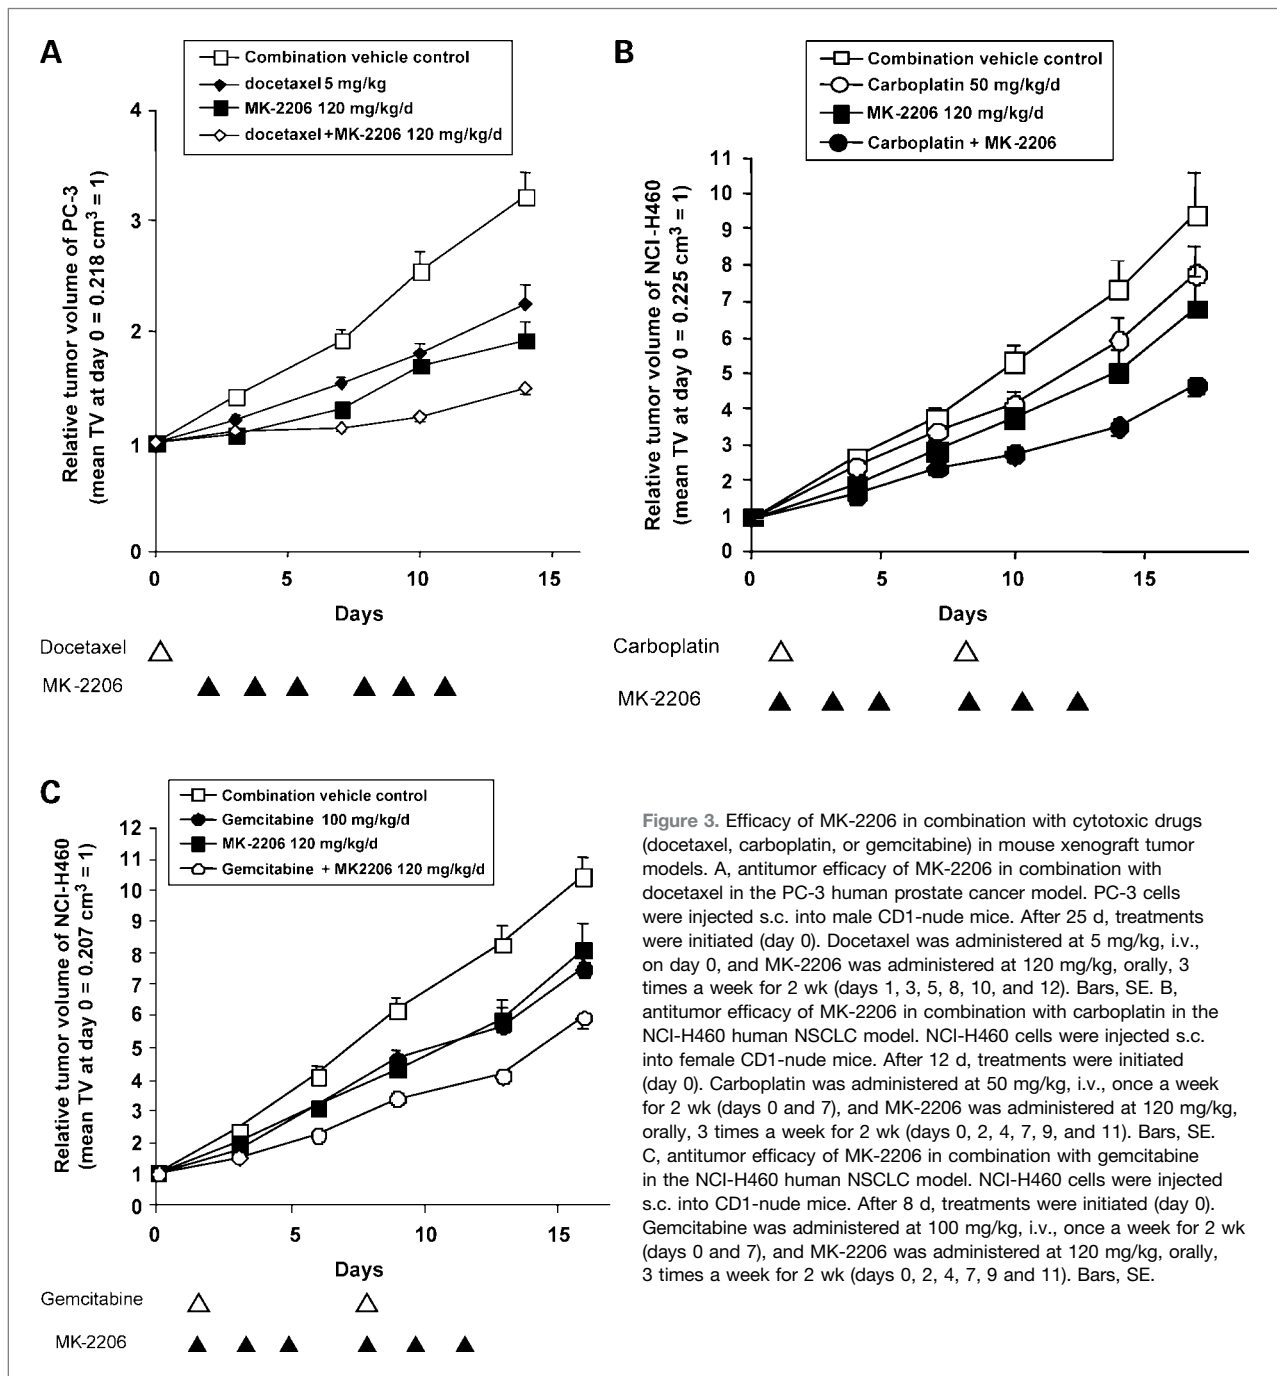 A
Combination vehicle control
docetaxel 5 mg/kg
MK-2206 120 mg/kg/d
docetaxel +MK-2206 120 mg/kg/d
Relative tumor volume of PC-3
(mean TV at day 0 = 0.218 cm³ = 1)
4
3
2
1
0
0 5 10 15
Days
Docetaxel
MK-2206
B
Combination vehicle control
Carboplatin 50 mg/kg/d
MK-2206 120 mg/kg/d
Carboplatin + MK-2206
Relative tumor volume of NCI-H460
(mean TV at day 0 = 0.225 cm³ = 1)
11
10
9
8
7
6
5
4
3
2
1
0
0 5 10 15
Days
Carboplatin
MK-2206
C
Combination vehicle control
Gemcitabine 100 mg/kg/d
MK-2206 120 mg/kg/d
Gemcitabine + MK2206 120 mg/kg/d
Relative tumor volume of NCI-H460
(mean TV at day 0 = 0.207 cm³ = 1)
12
11
10
9
8
7
6
5
4
3
2
1
0
0 5 10 15
Days
Gemcitabine
MK-2206
Figure 3. Efficacy of MK-2206 in combination with cytotoxic drugs
(docetaxel, carboplatin, or gemcitabine) in mouse xenograft tumor
models. A, antitumor efficacy of MK-2206 in combination with
docetaxel in the PC-3 human prostate cancer model. PC-3 cells
were injected s.c. into male CD1-nude mice. After 25 d, treatments
were initiated (day 0). Docetaxel was administered at 5 mg/kg, i.v.,
on day 0, and MK-2206 was administered at 120 mg/kg, orally, 3
times a week for 2 wk (days 1, 3, 5, 8, 10, and 12). Bars, SE. B,
antitumor efficacy of MK-2206 in combination with carboplatin in the
NCI-H460 human NSCLC model. NCI-H460 cells were injected s.c.
into female CD1-nude mice. After 12 d, treatments were initiated
(day 0). Carboplatin was administered at 50 mg/kg, i.v., once a week
for 2 wk (days 0 and 7), and MK-2206 was administered at 120 mg/kg,
orally, 3 times a week for 2 wk (days 0, 2, 4, 7, 9, and 11). Bars, SE.
C, antitumor efficacy of MK-2206 in combination with gemcitabine
in the NCI-H460 human NSCLC model. NCI-H460 cells were injected
s.c. into CD1-nude mice. After 8 d, treatments were initiated (day 0).
Gemcitabine was administered at 100 mg/kg, i.v., once a week for 2 wk
(days 0 and 7), and MK-2206 was administered at 120 mg/kg, orally,
3 times a week for 2 wk (days 0, 2, 4, 7, 9 and 11). Bars, SE.